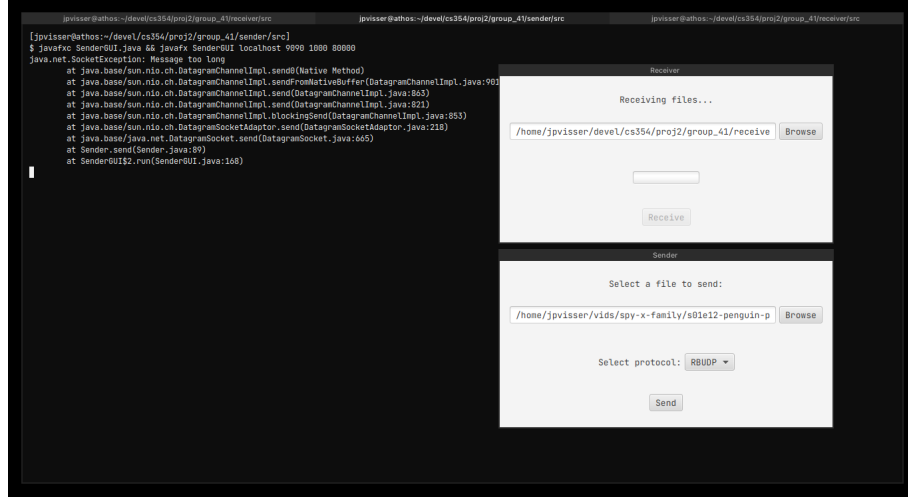 jpvisser@athos:~/devel/cs354/proj2/group_41/receiver/src
jpvisser@athos:~/devel/cs354/proj2/group_41/sender/src
jpvisser@athos:~/devel/cs354/proj2/group_41/receiver/src
[jpvisser@athos:~/devel/cs354/proj2/group_41/sender/src]
$ javafxc SenderGUI.java && javafx SenderGUI localhost 9090 1000 80000
java.net.SocketException: Message too long
at java.base/sun.nio.ch.DatagramChannelImpl.send0(Native Method)
at java.base/sun.nio.ch.DatagramChannelImpl.sendFromNativeBuffer(DatagramChannelImpl.java:901
at java.base/sun.nio.ch.DatagramChannelImpl.send(DatagramChannelImpl.java:863)
at java.base/sun.nio.ch.DatagramChannelImpl.send(DatagramChannelImpl.java:821)
at java.base/sun.nio.ch.DatagramChannelImpl.blockingSend(DatagramChannelImpl.java:853)
at java.base/sun.nio.ch.DatagramSocketAdaptor.send(DatagramSocketAdaptor.java:218)
at java.base/java.net.DatagramSocket.send(DatagramSocket.java:665)
at Sender.send(Sender.java:89)
at SenderGUI$2.run(SenderGUI.java:168)
Receiver
Receiving files...
/home/jpvisser/devel/cs354/proj2/group_41/receive
Browse
Receive
Sender
Select a file to send:
/home/jpvisser/vids/spy-x-family/s01e12-penguin-p
Browse
Select protocol: RBUDP
Send